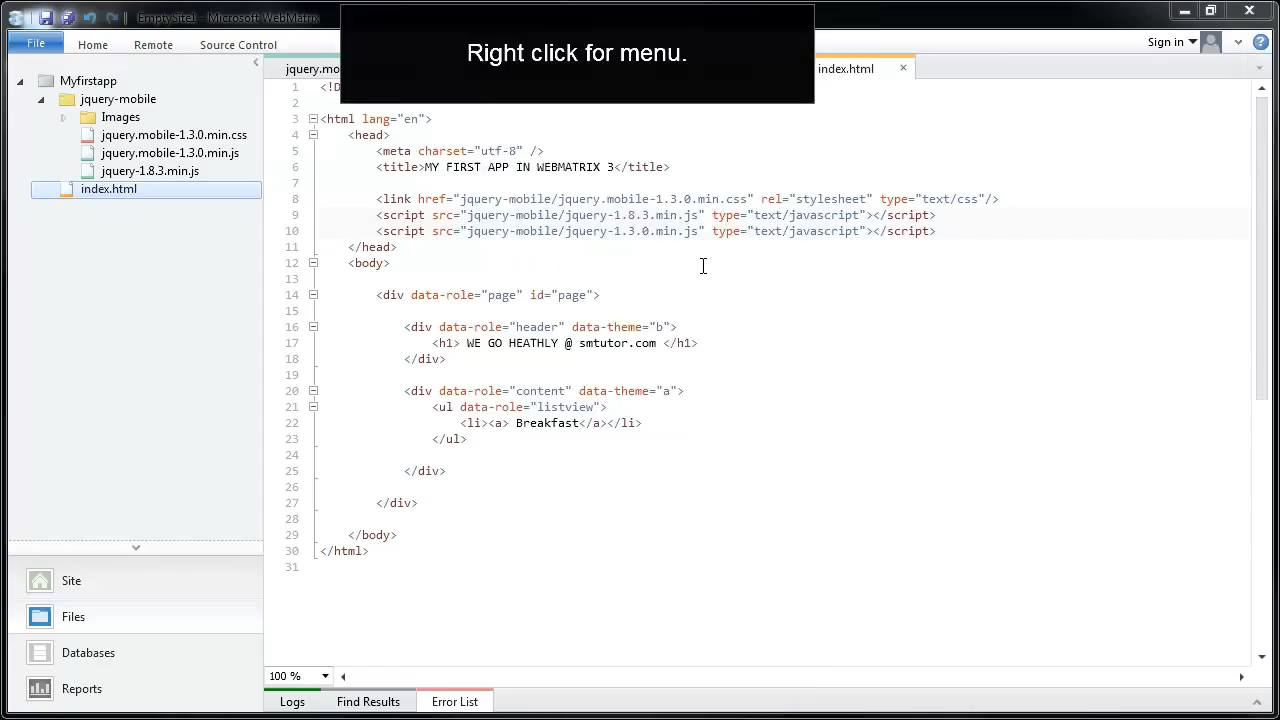 EmptySite1 - Microsoft WebMatrix
Right click for menu.
File
Home
Remote
Source Control
Sign in
Myfirstapp
jquery-mobile
Images
jquery.mobile-1.3.0.min.css
jquery.mobile-1.3.0.min.js
jquery-1.8.3.min.js
index.html
jquery.mo
index.html
1 <!D
2
3 <html lang="en">
4 <head>
5 <meta charset="utf-8" />
6 <title>MY FIRST APP IN WEBMATRIX 3</title>
7
8 <link href="jquery-mobile/jquery.mobile-1.3.0.min.css" rel="stylesheet" type="text/css"/>
9 <script src="jquery-mobile/jquery-1.8.3.min.js" type="text/javascript"></script>
10 <script src="jquery-mobile/jquery-1.3.0.min.js" type="text/javascript"></script>
11 </head>
12 <body>
13
14 <div data-role="page" id="page">
15
16 <div data-role="header" data-theme="b">
17 <h1> WE GO HEATHLY @ smtutor.com </h1>
18 </div>
19
20 <div data-role="content" data-theme="a">
21 <ul data-role="listview">
22 <li><a> Breakfast</a></li>
23 </ul>
24
25 </div>
26
27 </div>
28
29 </body>
30 </html>
31
Site
Files
Databases
Reports
100 %
Logs
Find Results
Error List